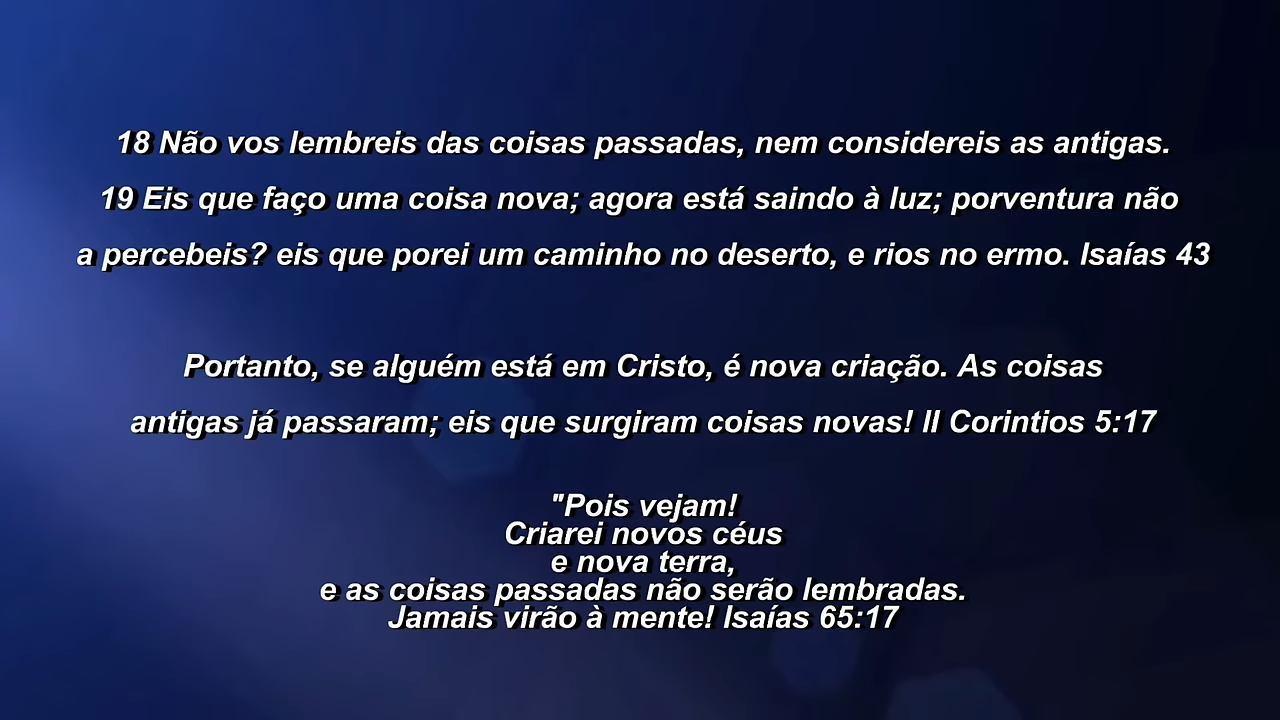 18 Não vos lembreis das coisas passadas, nem considereis as antigas.
19 Eis que faço uma coisa nova; agora está saindo à luz; porventura não
a percebeis? eis que porei um caminho no deserto, e rios no ermo. Isaías 43
Portanto, se alguém está em Cristo, é nova criação. As coisas
antigas já passaram; eis que surgiram coisas novas! II Corintios 5:17
"Pois vejam!
Criarei novos céus
e nova terra,
e as coisas passadas não serão lembradas.
Jamais virão à mente! Isaías 65:17